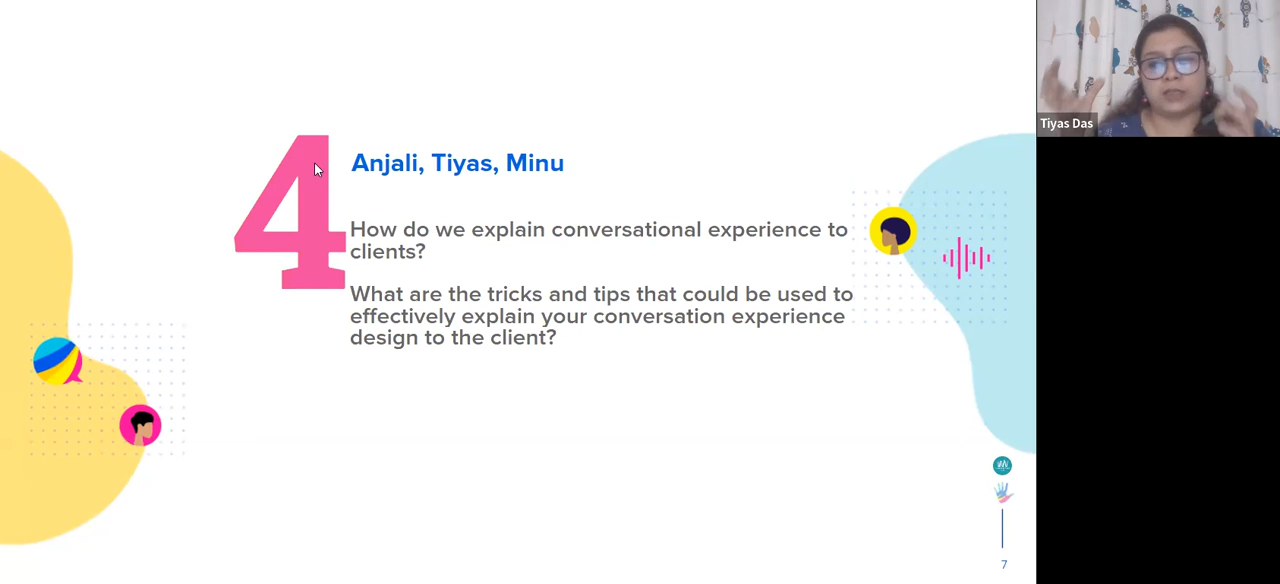 Tiyas Das
4
Anjali, Tiyas, Minu
How do we explain conversational experience to
clients?
What are the tricks and tips that could be used to
effectively explain your conversation experience
design to the client?
7